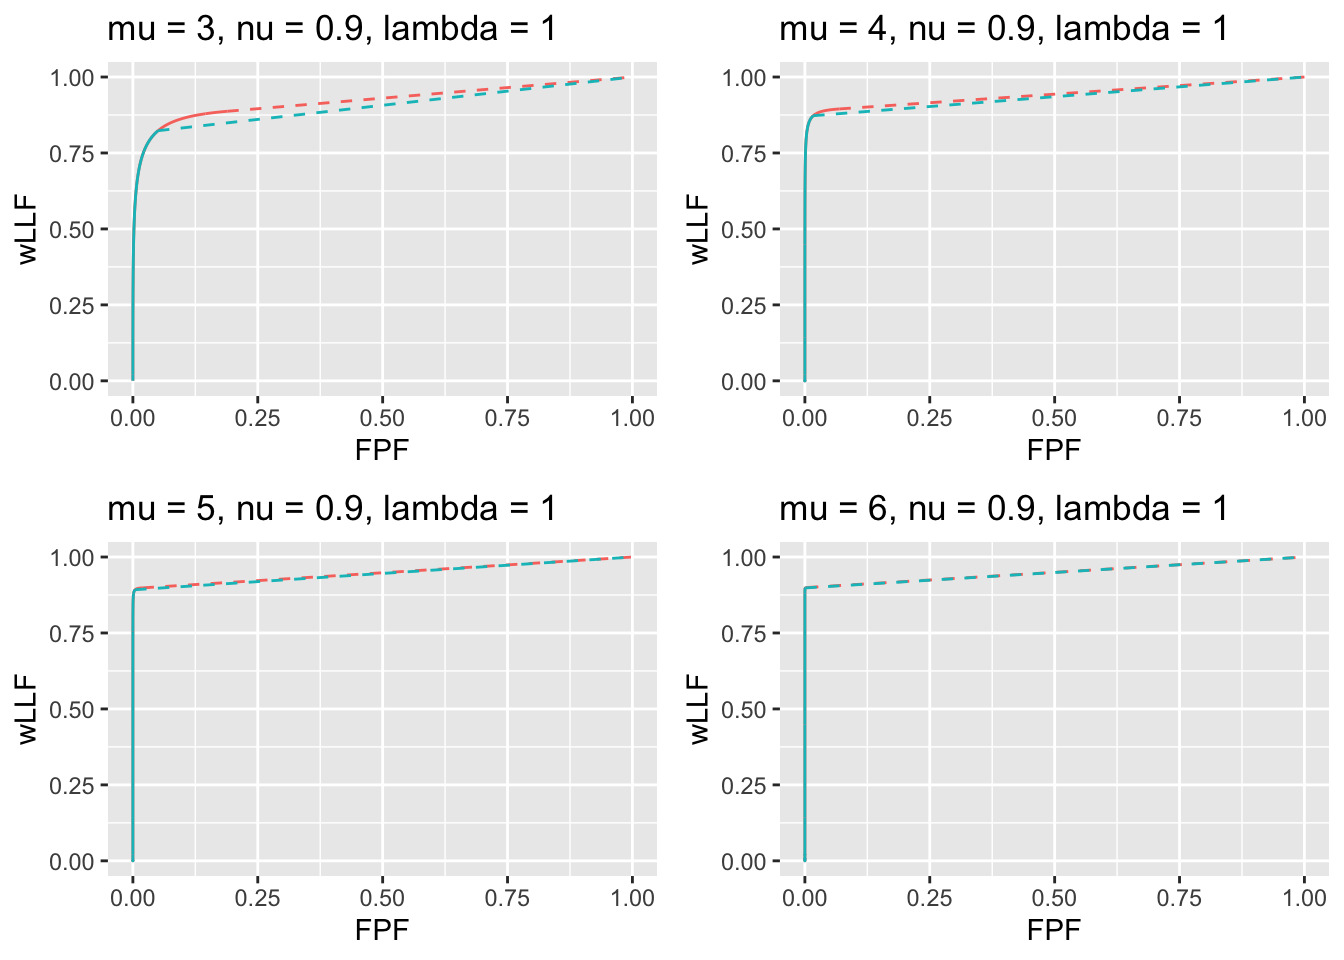 mu = 3, nu = 0.9, lambda = 1
1.00
0.75
0.50
0.25
0.00
wLLF
0.00 0.25 0.50 0.75 1.00
FPF
mu = 4, nu = 0.9, lambda = 1
1.00
0.75
0.50
0.25
0.00
wLLF
0.00 0.25 0.50 0.75 1.00
FPF
mu = 5, nu = 0.9, lambda = 1
1.00
0.75
0.50
0.25
0.00
wLLF
0.00 0.25 0.50 0.75 1.00
FPF
mu = 6, nu = 0.9, lambda = 1
1.00
0.75
0.50
0.25
0.00
wLLF
0.00 0.25 0.50 0.75 1.00
FPF